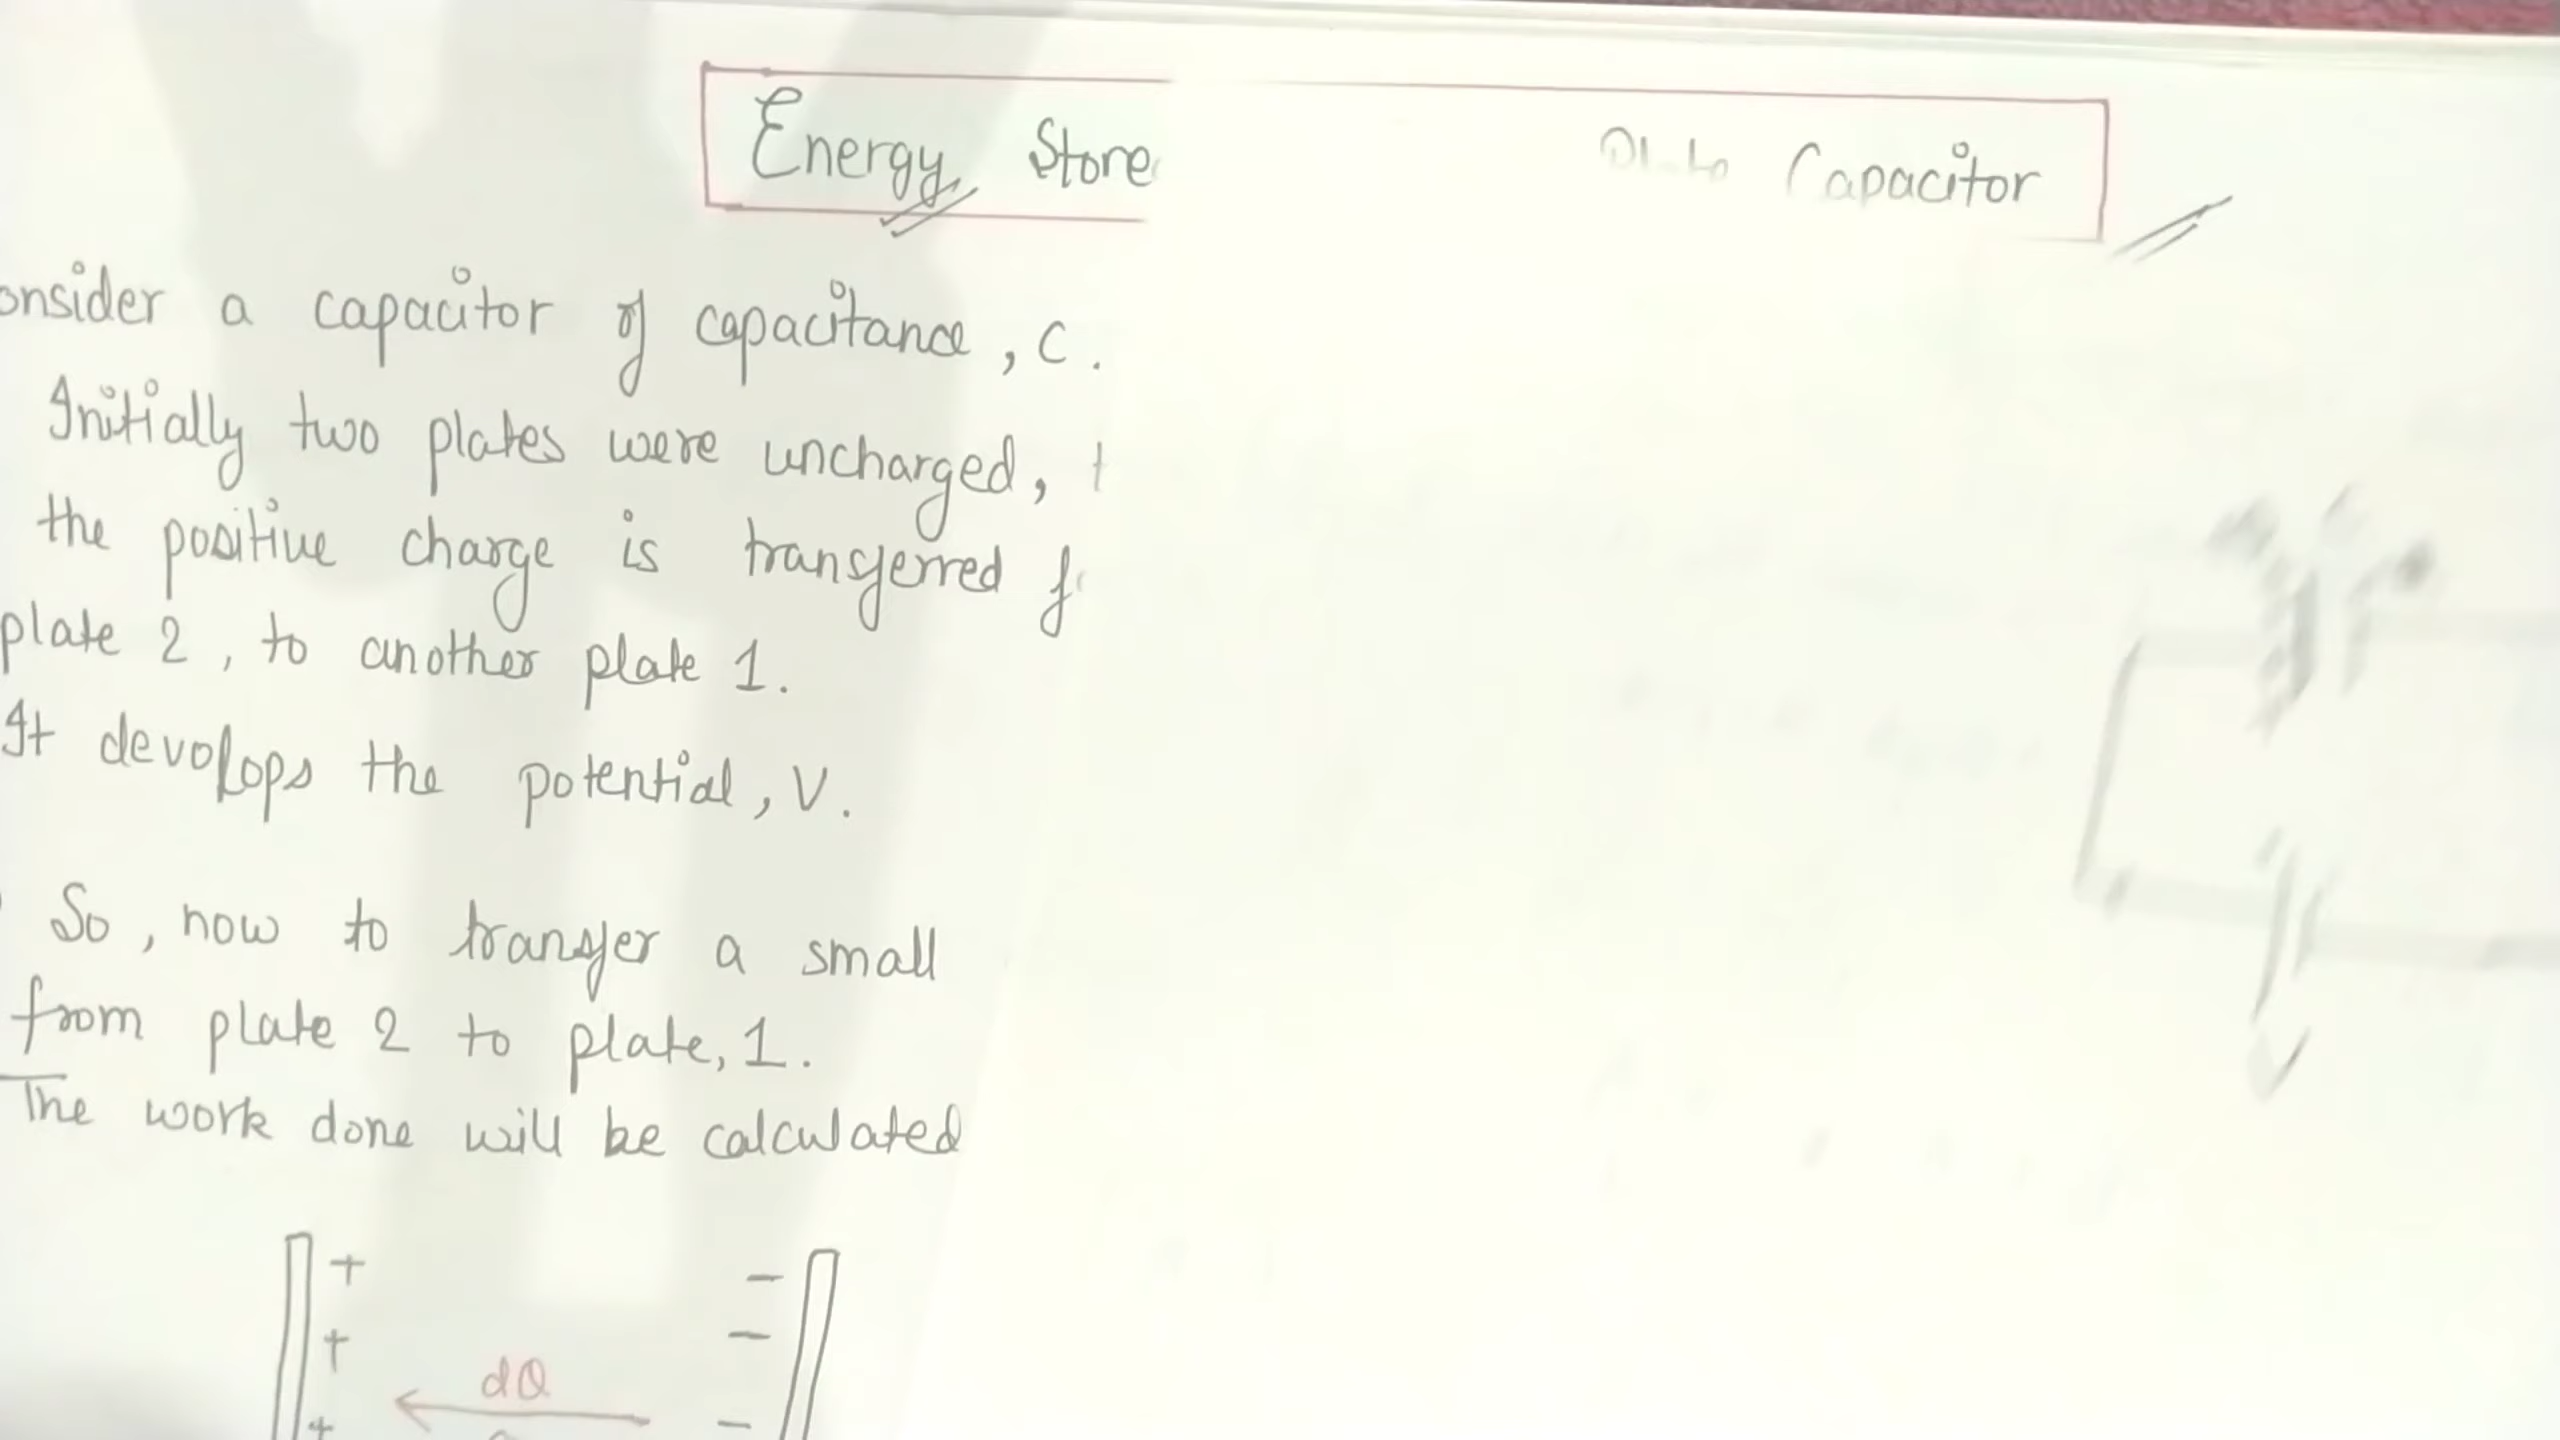 Energy Store Capacitor
onsider a capacitor of capacitance, C.
Initially two plates were uncharged,
the positive charge is transferred
plate 2, to another plate 1.
It devolops the potential, V.
So, now to transfer a small
from plate 2 to plate, 1.
The work done will be calculated
+ −
+ −
dQ
+ −